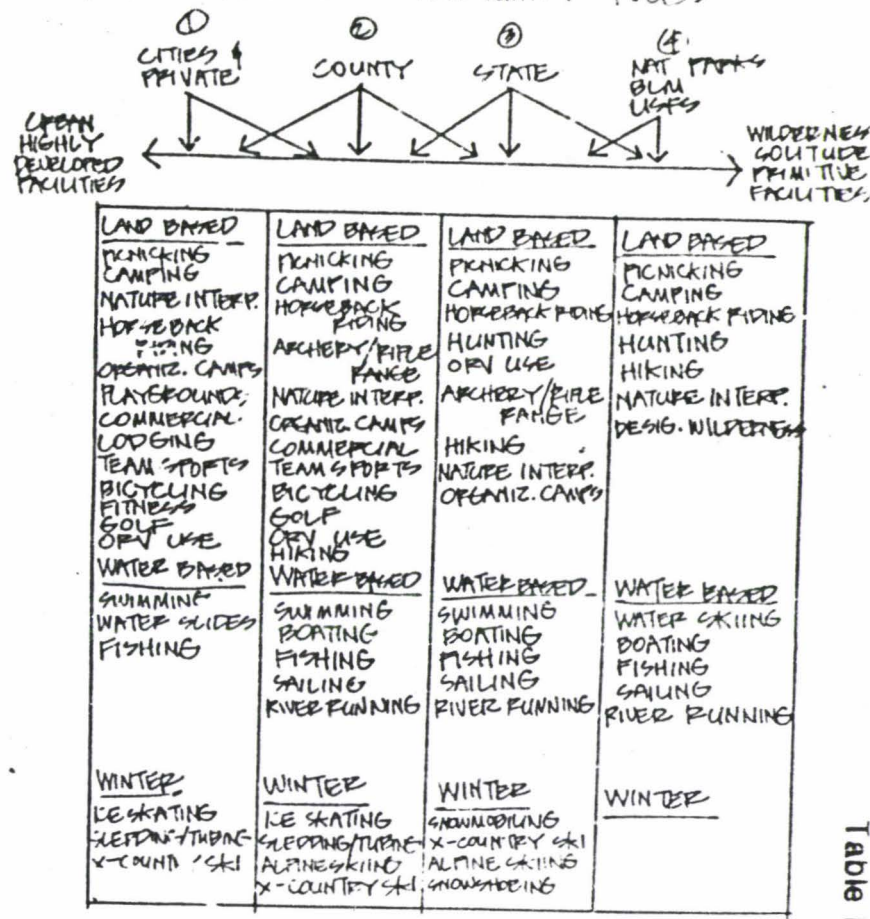 ①
CITIES &
PRIVATE
②
COUNTY
③
STATE
④
NAT PARKS
BLM
USFS
URBAN
HIGHLY
DEVELOPED
FACILITIES
WILDERNESS
SOLITUDE
PRIMITIVE
FACILITIES
LAND BASED
PICNICKING
CAMPING
NATURE INTERP.
HORSEBACK
RIDING
ORGANIZ. CAMPS
PLAYGROUNDS,
COMMERCIAL.
LODGING
TEAM SPORTS
BICYCLING
FITNESS
GOLF
ORV USE
WATER BASED
SWIMMING
WATER SLIDES
FISHING
WINTER
ICE SKATING
SLEDDING/TUBING
X-COUNTRY SKI
LAND BASED
PICNICKING
CAMPING
HORSEBACK
RIDING
ARCHERY/RIFLE
RANGE
NATURE INTERP.
ORGANIZ. CAMPS
COMMERCIAL
TEAM SPORTS
BICYCLING
GOLF
ORV USE
HIKING
WATER BASED
SWIMMING
BOATING
FISHING
SAILING
RIVER RUNNING
WINTER
ICE SKATING
SLEDDING/TUBING
ALPINE SKIING
X-COUNTRY SKI
LAND BASED
PICNICKING
CAMPING
HORSEBACK RIDING
HUNTING
ORV USE
ARCHERY/RIFLE
RANGE
HIKING
NATURE INTERP.
ORGANIZ. CAMPS
WATER BASED
SWIMMING
BOATING
FISHING
SAILING
RIVER RUNNING
WINTER
SNOWMOBILING
X-COUNTRY SKI
ALPINE SKIING
SNOWSHOEING
LAND BASED
PICNICKING
CAMPING
HORSEBACK RIDING
HUNTING
HIKING
NATURE INTERP.
DESIG. WILDERNESS
WATER BASED
WATER SKIING
BOATING
FISHING
SAILING
RIVER RUNNING
WINTER
Table